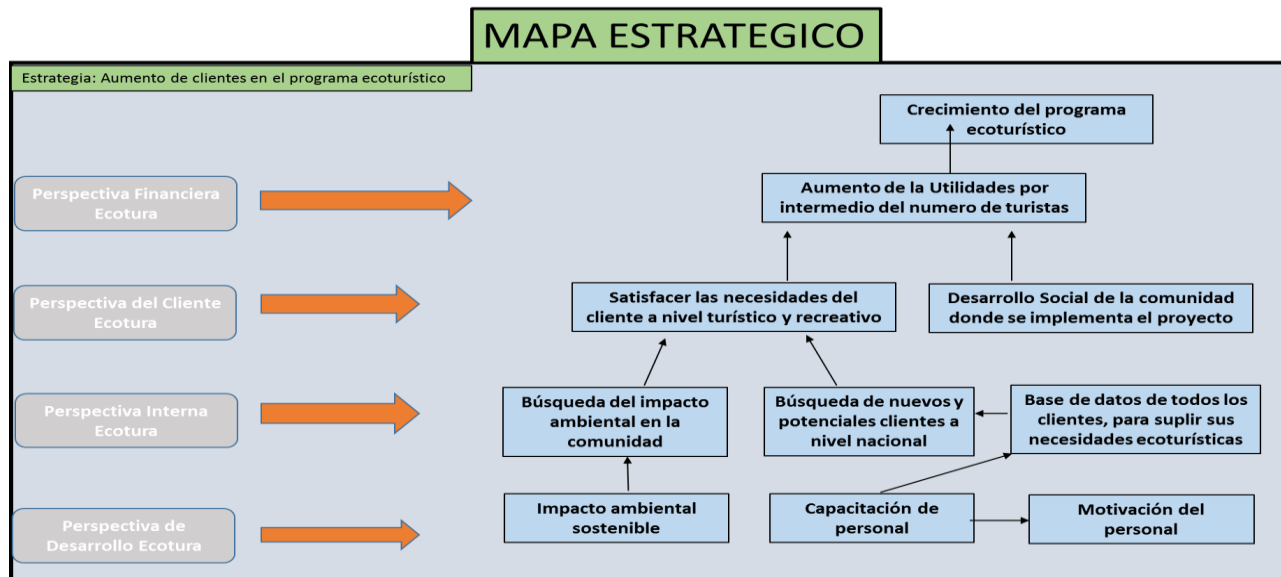 MAPA ESTRATEGICO
Estrategia: Aumento de clientes en el programa ecoturístico
Crecimiento del programa
ecoturístico
Perspectiva Financiera
Ecotura
Aumento de la Utilidades por
intermedio del numero de turistas
Perspectiva del Cliente
Ecotura
Satisfacer las necesidades del
cliente a nivel turístico y recreativo
Desarrollo Social de la comunidad
donde se implementa el proyecto
Perspectiva Interna
Ecotura
Búsqueda del impacto
ambiental en la
comunidad
Búsqueda de nuevos y
potenciales clientes a
nivel nacional
Base de datos de todos los
clientes, para suplir sus
necesidades ecoturísticas
Perspectiva de
Desarrollo Ecotura
Impacto ambiental
sostenible
Capacitación de
personal
Motivación del
personal